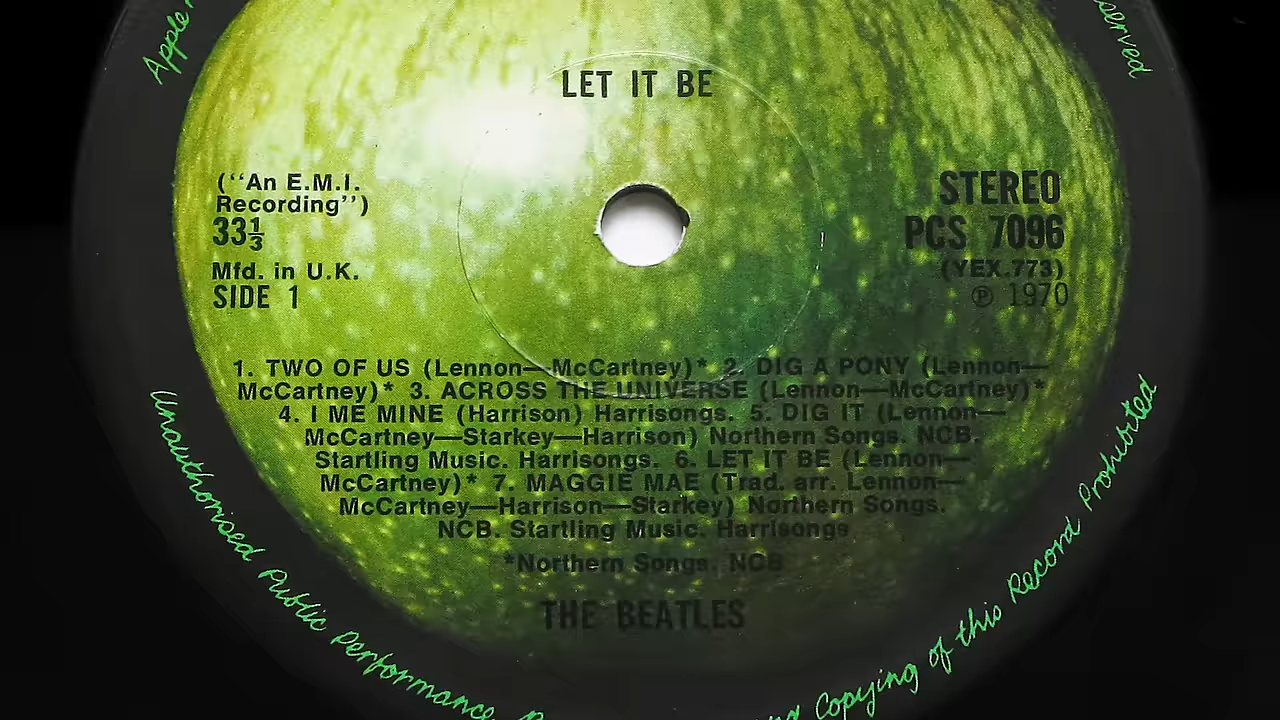 Apple
served
LET IT BE
(“An E.M.I.
Recording”)
33⅓
Mfd. in U.K.
SIDE 1
STEREO
PCS 7096
(YEX.773)
℗ 1970
1. TWO OF US (Lennon—McCartney)* 2. DIG A PONY (Lennon—
McCartney)* 3. ACROSS THE UNIVERSE (Lennon—McCartney)*
4. I ME MINE (Harrison) Harrisongs. 5. DIG IT (Lennon—
McCartney—Starkey—Harrison) Northern Songs. NCB.
Startling Music. Harrisongs. 6. LET IT BE (Lennon—
McCartney)* 7. MAGGIE MAE (Trad. arr. Lennon—
McCartney—Harrison—Starkey) Northern Songs.
NCB. Startling Music. Harrisongs
*Northern Songs. NCB
THE BEATLES
Unauthorised Public Performance
Copying of this Record Prohibited